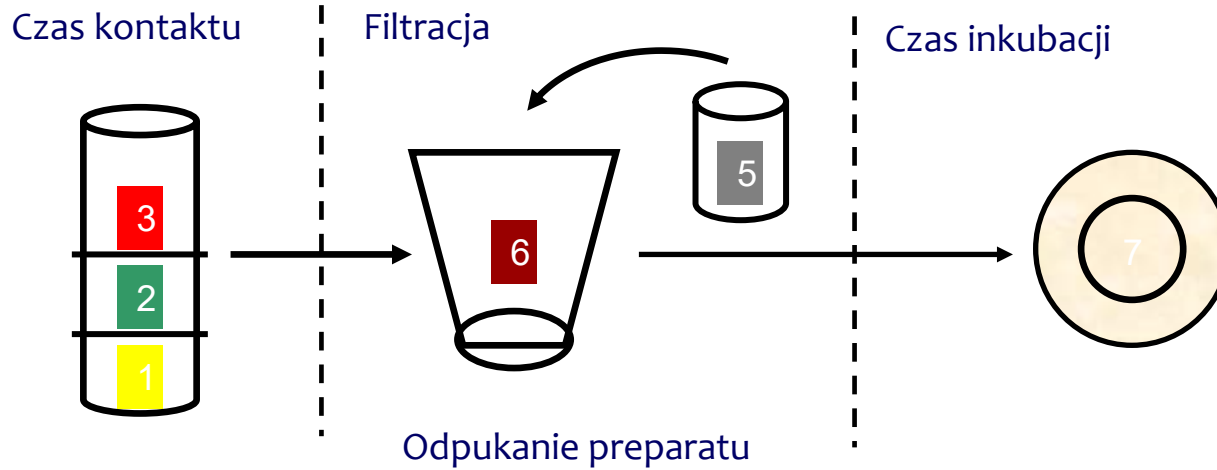 Czas kontaktu
Filtracja
Czas inkubacji
3
2
1
6
5
7
Odpukanie preparatu